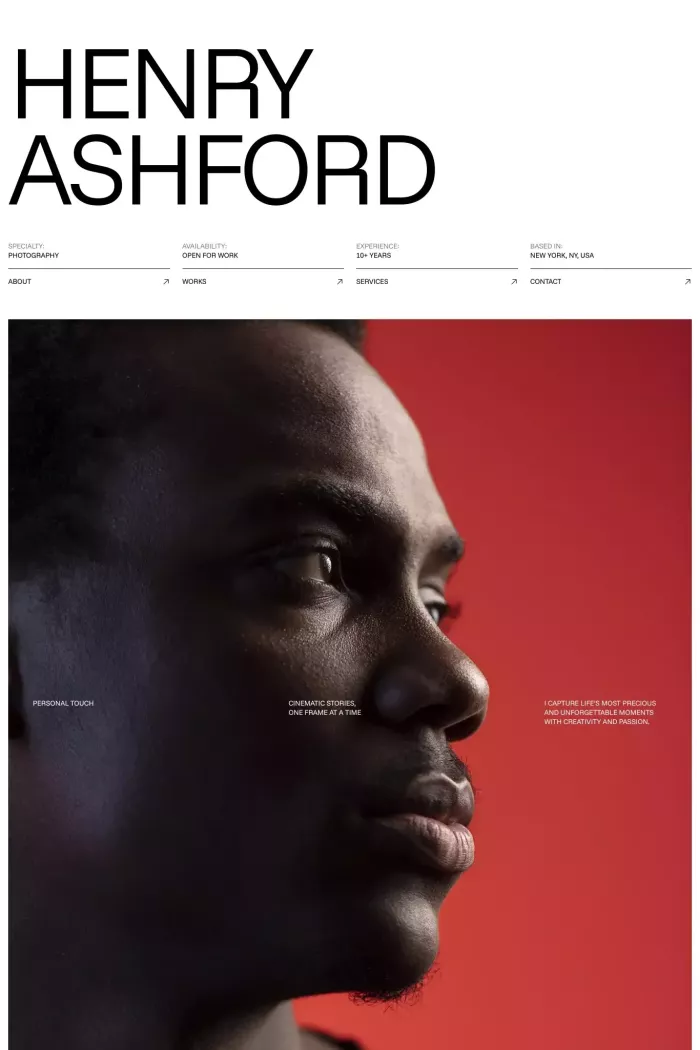 HENRY
ASHFORD
SPECIALTY:
PHOTOGRAPHY
AVAILABILITY:
OPEN FOR WORK
EXPERIENCE:
10+ YEARS
BASED IN:
NEW YORK, NY, USA
ABOUT
WORKS
SERVICES
CONTACT
PERSONAL TOUCH
CINEMATIC STORIES,
ONE FRAME AT A TIME
I CAPTURE LIFE'S MOST PRECIOUS
AND UNFORGETTABLE MOMENTS
WITH CREATIVITY AND PASSION.